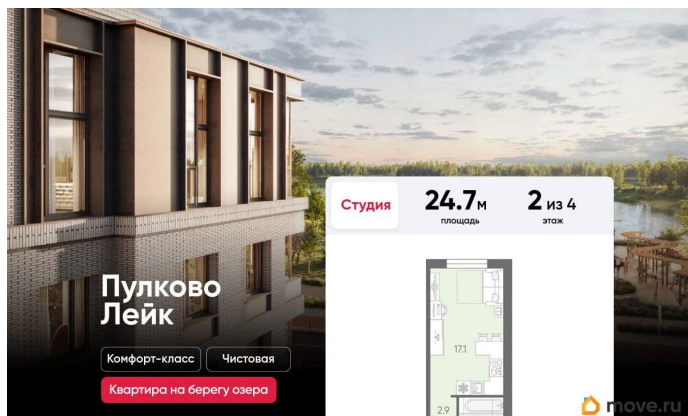 Студия
24.7 м
площадь
2 из 4
этаж
Пулково
Лейк
Комфорт-класс
Чистовая
Квартира на берегу озера
17.1
2.9
move.ru